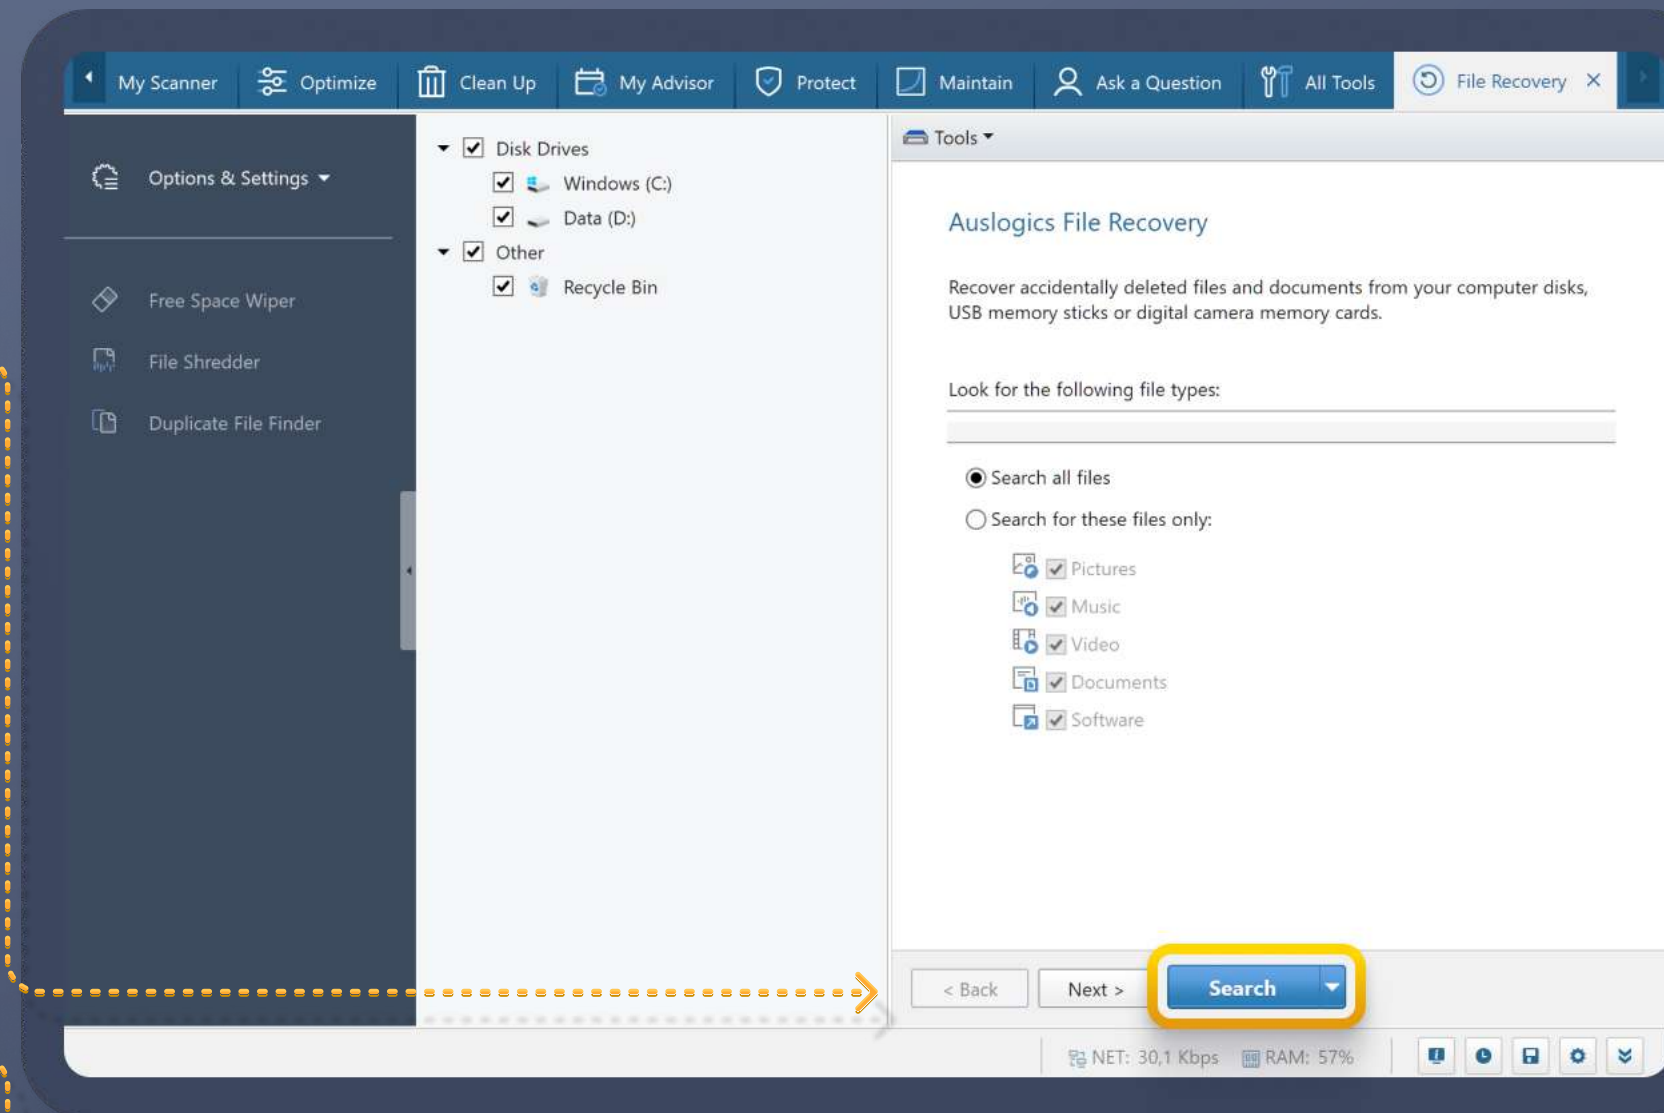 My Scanner Optimize Clean Up My Advisor Protect Maintain Ask a Question All Tools File Recovery
Options & Settings
Free Space Wiper
File Shredder
Duplicate File Finder
Disk Drives
Windows (C:)
Data (D:)
Other
Recycle Bin
Tools
Auslogics File Recovery
Recover accidentally deleted files and documents from your computer disks,
USB memory sticks or digital camera memory cards.
Look for the following file types:
Search all files
Search for these files only:
Pictures
Music
Video
Documents
Software
< Back Next > Search
NET: 30,1 Kbps RAM: 57%